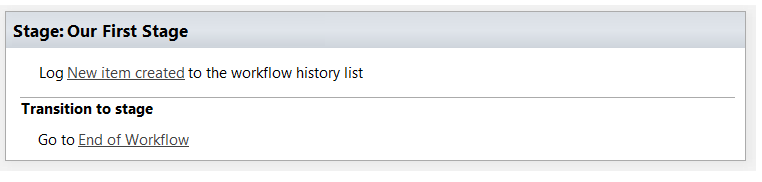 Stage: Our First Stage
Log New item created to the workflow history list
Transition to stage
Go to End of Workflow